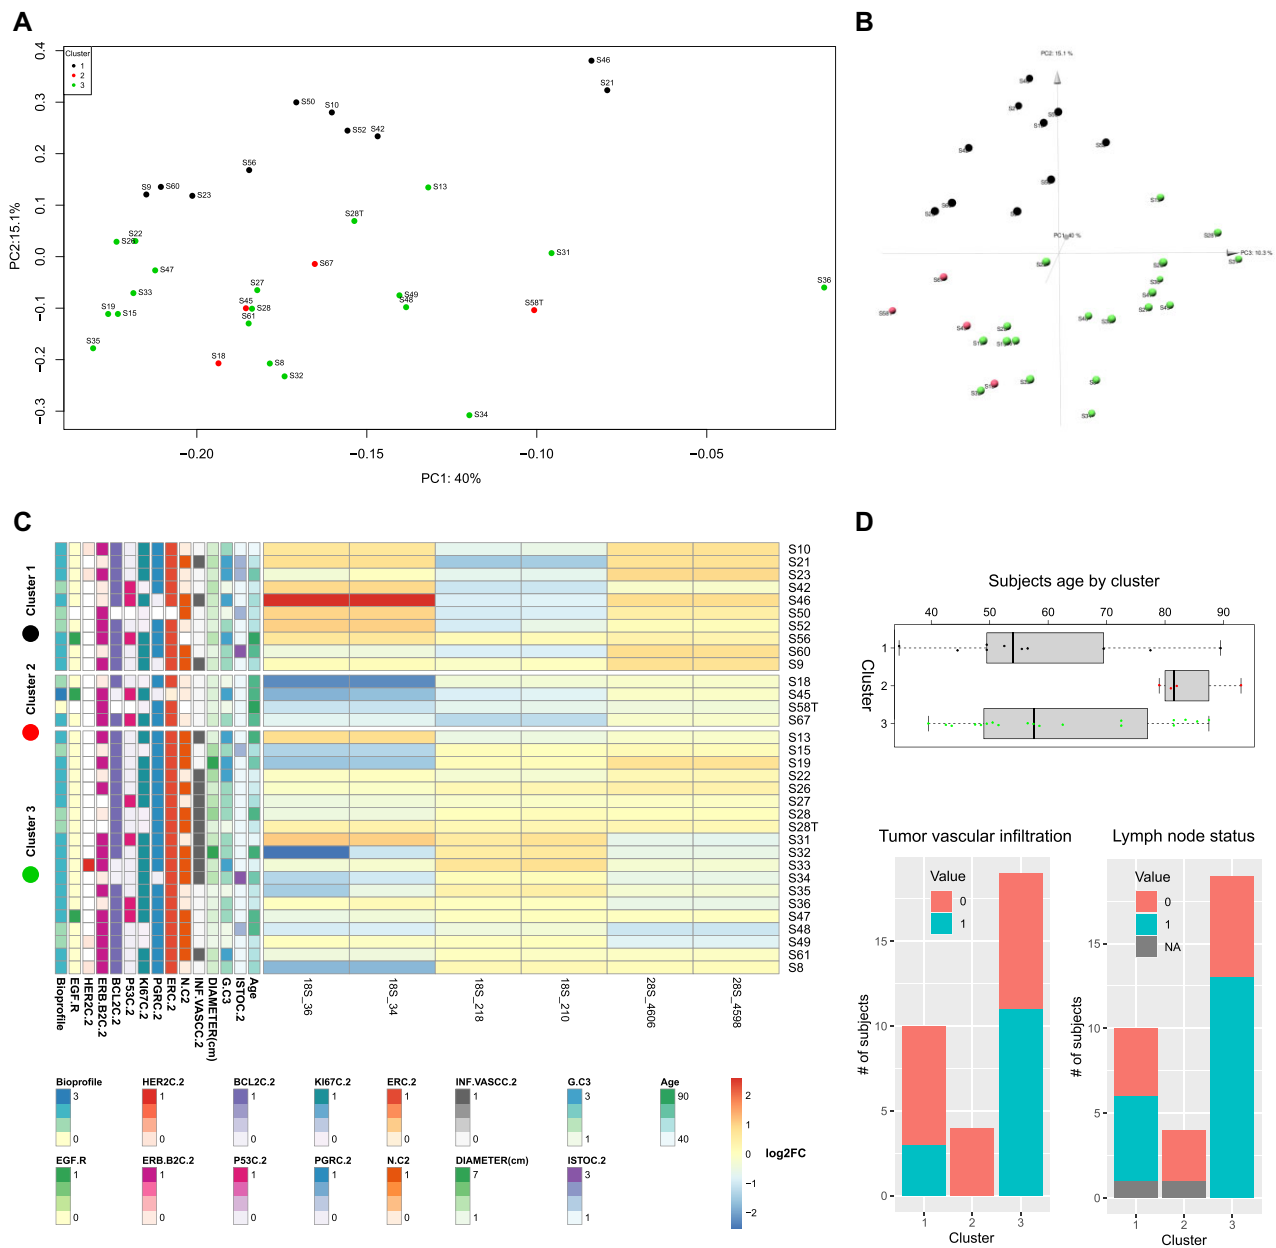 A
Cluster
1
2
3
PC2:15.1%
0.4
0.3
0.2
0.1
0.0
−0.1
−0.2
−0.3
S46
S21
S50
S10
S52
S42
S56
S9
S60
S23
S13
S28T
S22
S26
S67
S31
S47
S36
S33
S27
S49
S48
S45
S28
S58T
S19
S15
S61
S35
S18
S8
S32
S34
−0.20
−0.15
−0.10
−0.05
PC1: 40%
B
PC2: 15.1 %
PC1: 40 %
PC3: 10.3 %
C
Cluster 1
Cluster 2
Cluster 3
S10
S21
S23
S42
S46
S50
S52
S56
S60
S9
S18
S45
S58T
S67
S13
S15
S19
S22
S26
S27
S28
S28T
S31
S32
S33
S34
S35
S36
S47
S48
S49
S61
S8
Bioprofile
EGF.R
HER2C.2
ERB.B2C.2
BCL2C.2
P53C.2
KI67C.2
PGRC.2
ERC.2
N.C2
INF.VASCC.2
DIAMETER(cm)
G.C3
ISTOC.2
Age
18S_36
18S_34
18S_218
18S_210
28S_4606
28S_4598
Bioprofile
3
0
HER2C.2
1
0
BCL2C.2
1
0
KI67C.2
1
0
ERC.2
1
0
INF.VASCC.2
1
0
G.C3
3
1
Age
90
40
EGF.R
1
0
ERB.B2C.2
1
0
P53C.2
1
0
PGRC.2
1
0
N.C2
1
0
DIAMETER(cm)
7
1
ISTOC.2
3
1
2
1
0
−1
−2
log2FC
D
Subjects age by cluster
40 50 60 70 80 90
Cluster
1
2
3
Tumor vascular infiltration
# of subjects
15
10
5
0
Value
0
1
1 2 3
Cluster
Lymph node status
# of subjects
15
10
5
0
Value
0
1
NA
1 2 3
Cluster